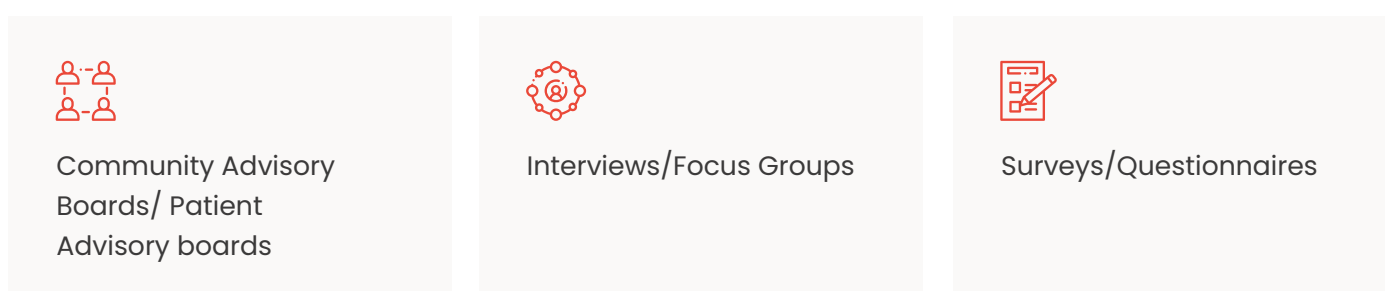 Community Advisory
Boards/ Patient
Advisory boards
Interviews/Focus Groups
Surveys/Questionnaires